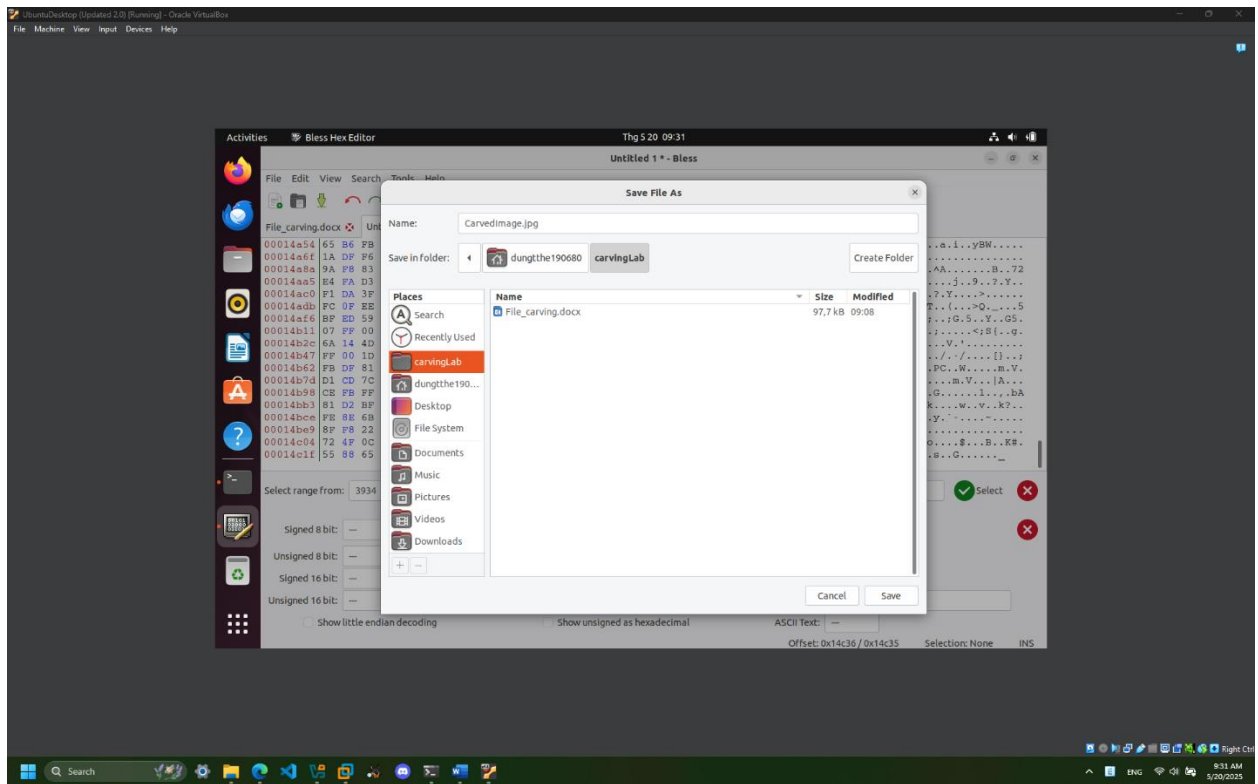 UbuntuDesktop (Updated 2.0) [Running] - Oracle VirtualBox
File Machine View Input Devices Help
Activities Bless Hex Editor Thg 5 20 09:31
Untitled 1 * - Bless
File Edit View Search Tools Help
Save File As
Name: CarvedImage.jpg
File_carving.docx Unt
Save in folder: dungtthe190680 carvingLab Create Folder
00014a54 65 B6 FB
00014a6f 1A DF F6
00014a8a 9A F8 83
00014aa5 E4 FA D3
00014ac0 F1 DA 3F
00014adb FC 0F EE
00014af6 BF ED 59
00014b11 07 FF 00
00014b2c 6A 14 4D
00014b47 FF 00 1D
00014b62 FB DF 81
00014b7d D1 CD 7C
00014b98 CE FB FF
00014bb3 81 D2 BF
00014bce FE 8E 6B
00014be9 8F F8 22
00014c04 72 4F 0C
00014c1f 55 88 65
Places
Search
Recently Used
carvingLab
dungtthe190...
Desktop
File System
Documents
Music
Pictures
Videos
Downloads
Name Size Modified
File_carving.docx 97,7 kB 09:08
Cancel Save
Select range from: 3934 Select
Signed 8 bit: —
Unsigned 8 bit: —
Signed 16 bit: —
Unsigned 16 bit: —
Show little endian decoding Show unsigned as hexadecimal ASCII Text: —
Offset: 0x14c36 / 0x14c35 Selection: None INS
Right Ctrl
Search
ENG 9:31 AM
5/20/2025